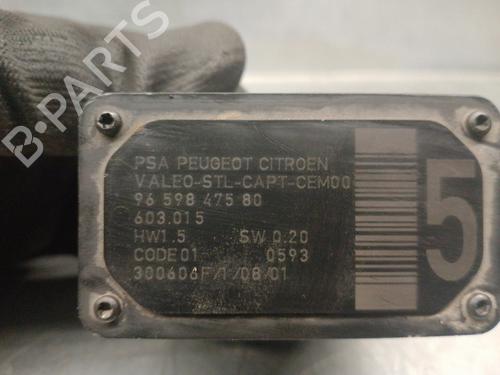 B-PARTS
PSA PEUGEOT CITROEN
VALEO-STL-CAPT-CEM00
96 598 475 80
603.015
HW1.5 SW 0.20
CODE 01 0593
300606F/1/08/01
5